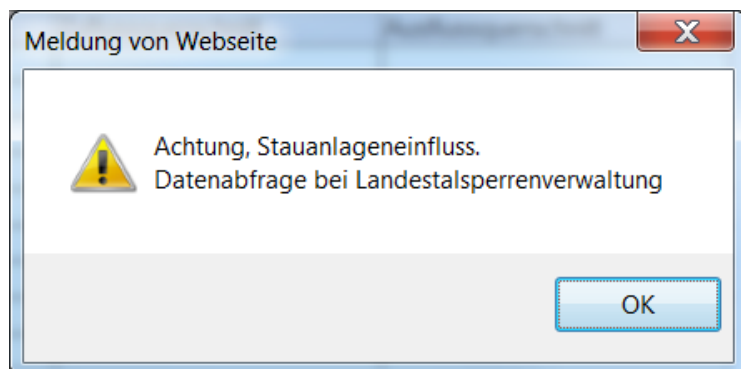 Meldung von Webseite
Achtung, Stauanlageneinfluss.
Datenabfrage bei Landestalsperrenverwaltung
OK